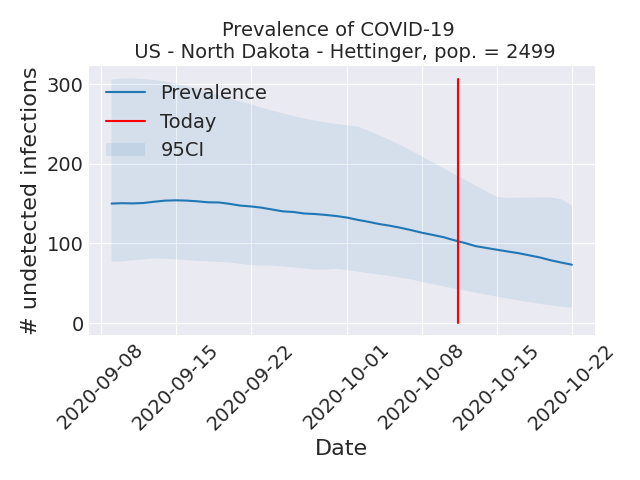 Prevalence of COVID-19
US - North Dakota - Hettinger, pop. = 2499
# undetected infections
300
200
100
0
Prevalence
Today
95CI
2020-09-08
2020-09-15
2020-09-22
2020-10-01
2020-10-08
2020-10-15
2020-10-22
Date